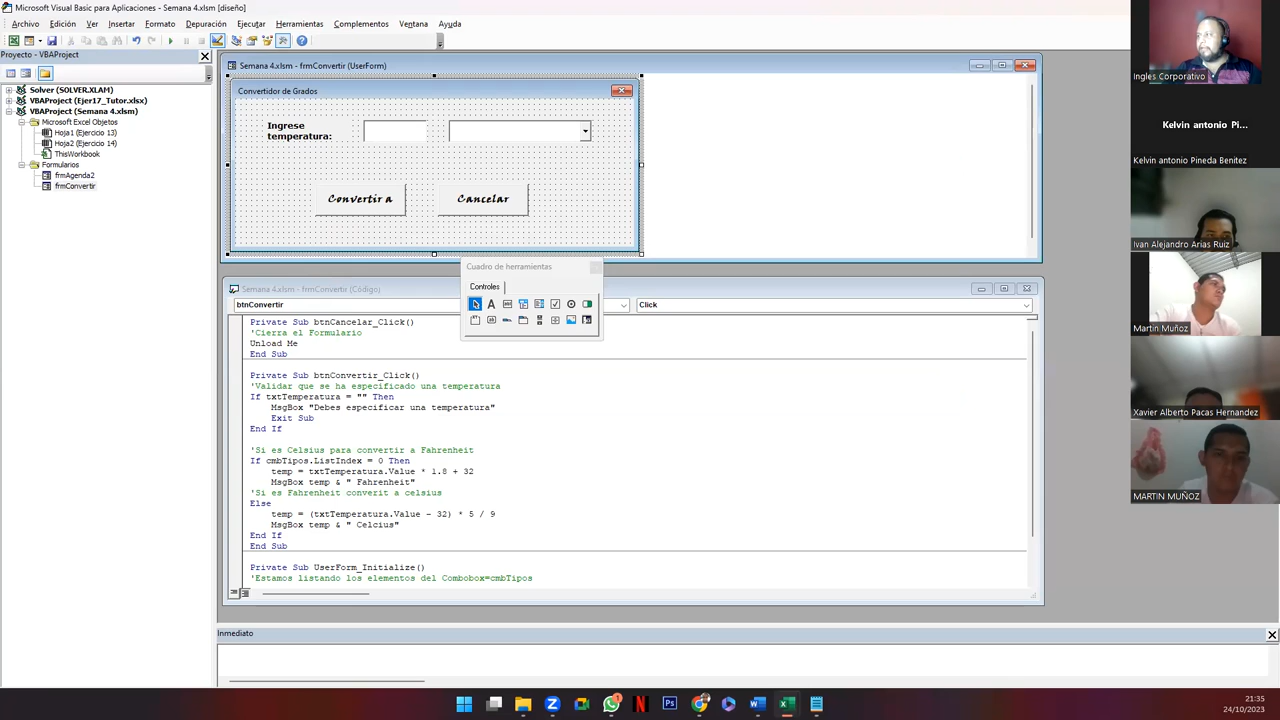 Microsoft Visual Basic para Aplicaciones - Semana 4.xlsm [diseño]
Archivo Edición Ver Insertar Formato Depuración Ejecutar Herramientas Complementos Ventana Ayuda
Proyecto - VBAProject
Solver (SOLVER.XLAM)
VBAProject (Ejer17_Tutor.xlsx)
VBAProject (Semana 4.xlsm)
Microsoft Excel Objetos
Hoja1 (Ejercicio 13)
Hoja2 (Ejercicio 14)
ThisWorkbook
Formularios
frmAgenda2
frmConvertir
Semana 4.xlsm - frmConvertir (UserForm)
Convertidor de Grados
Ingrese
temperatura:
Convertir a
Cancelar
Cuadro de herramientas
Controles
Semana 4.xlsm - frmConvertir (Código)
btnConvertir
Click
Private Sub btnCancelar_Click()
'Cierra el Formulario
Unload Me
End Sub
Private Sub btnConvertir_Click()
'Validar que se ha especificado una temperatura
If txtTemperatura = "" Then
MsgBox "Debes especificar una temperatura"
Exit Sub
End If
'Si es Celsius para convertir a Fahrenheit
If cmbTipos.ListIndex = 0 Then
temp = txtTemperatura.Value * 1.8 + 32
MsgBox temp & " Fahrenheit"
'Si es Fahrenheit converit a celsius
Else
temp = (txtTemperatura.Value - 32) * 5 / 9
MsgBox temp & " Celcius"
End If
End Sub
Private Sub UserForm_Initialize()
'Estamos listando los elementos del Combobox=cmbTipos
Inmediato
Ingles Corporativo
Kelvin antonio Pi...
Kelvin antonio Pineda Benitez
Ivan Alejandro Arias Ruiz
Martin Muñoz
Xavier Alberto Pacas Hernandez
MARTIN MUÑOZ
21:35
24/10/2023